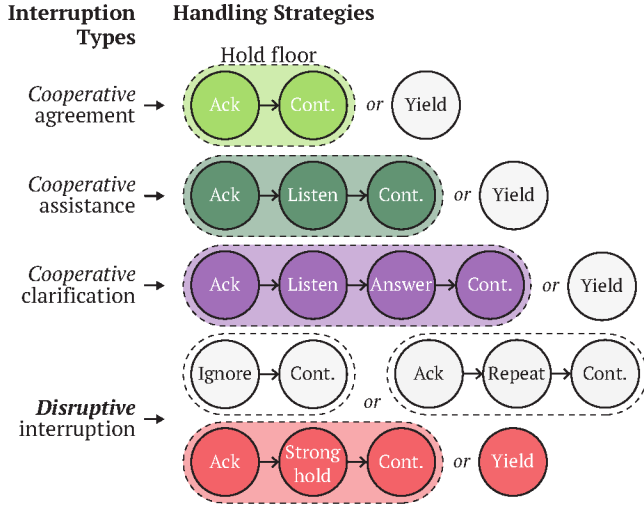 Interruption Types
Handling Strategies
Hold floor
Cooperative agreement
Ack
Cont.
or
Yield
Cooperative assistance
Ack
Listen
Cont.
or
Yield
Cooperative clarification
Ack
Listen
Answer
Cont.
or
Yield
Disruptive interruption
Ignore
Cont.
or
Ack
Repeat
Cont.
Ack
Strong hold
Cont.
or
Yield